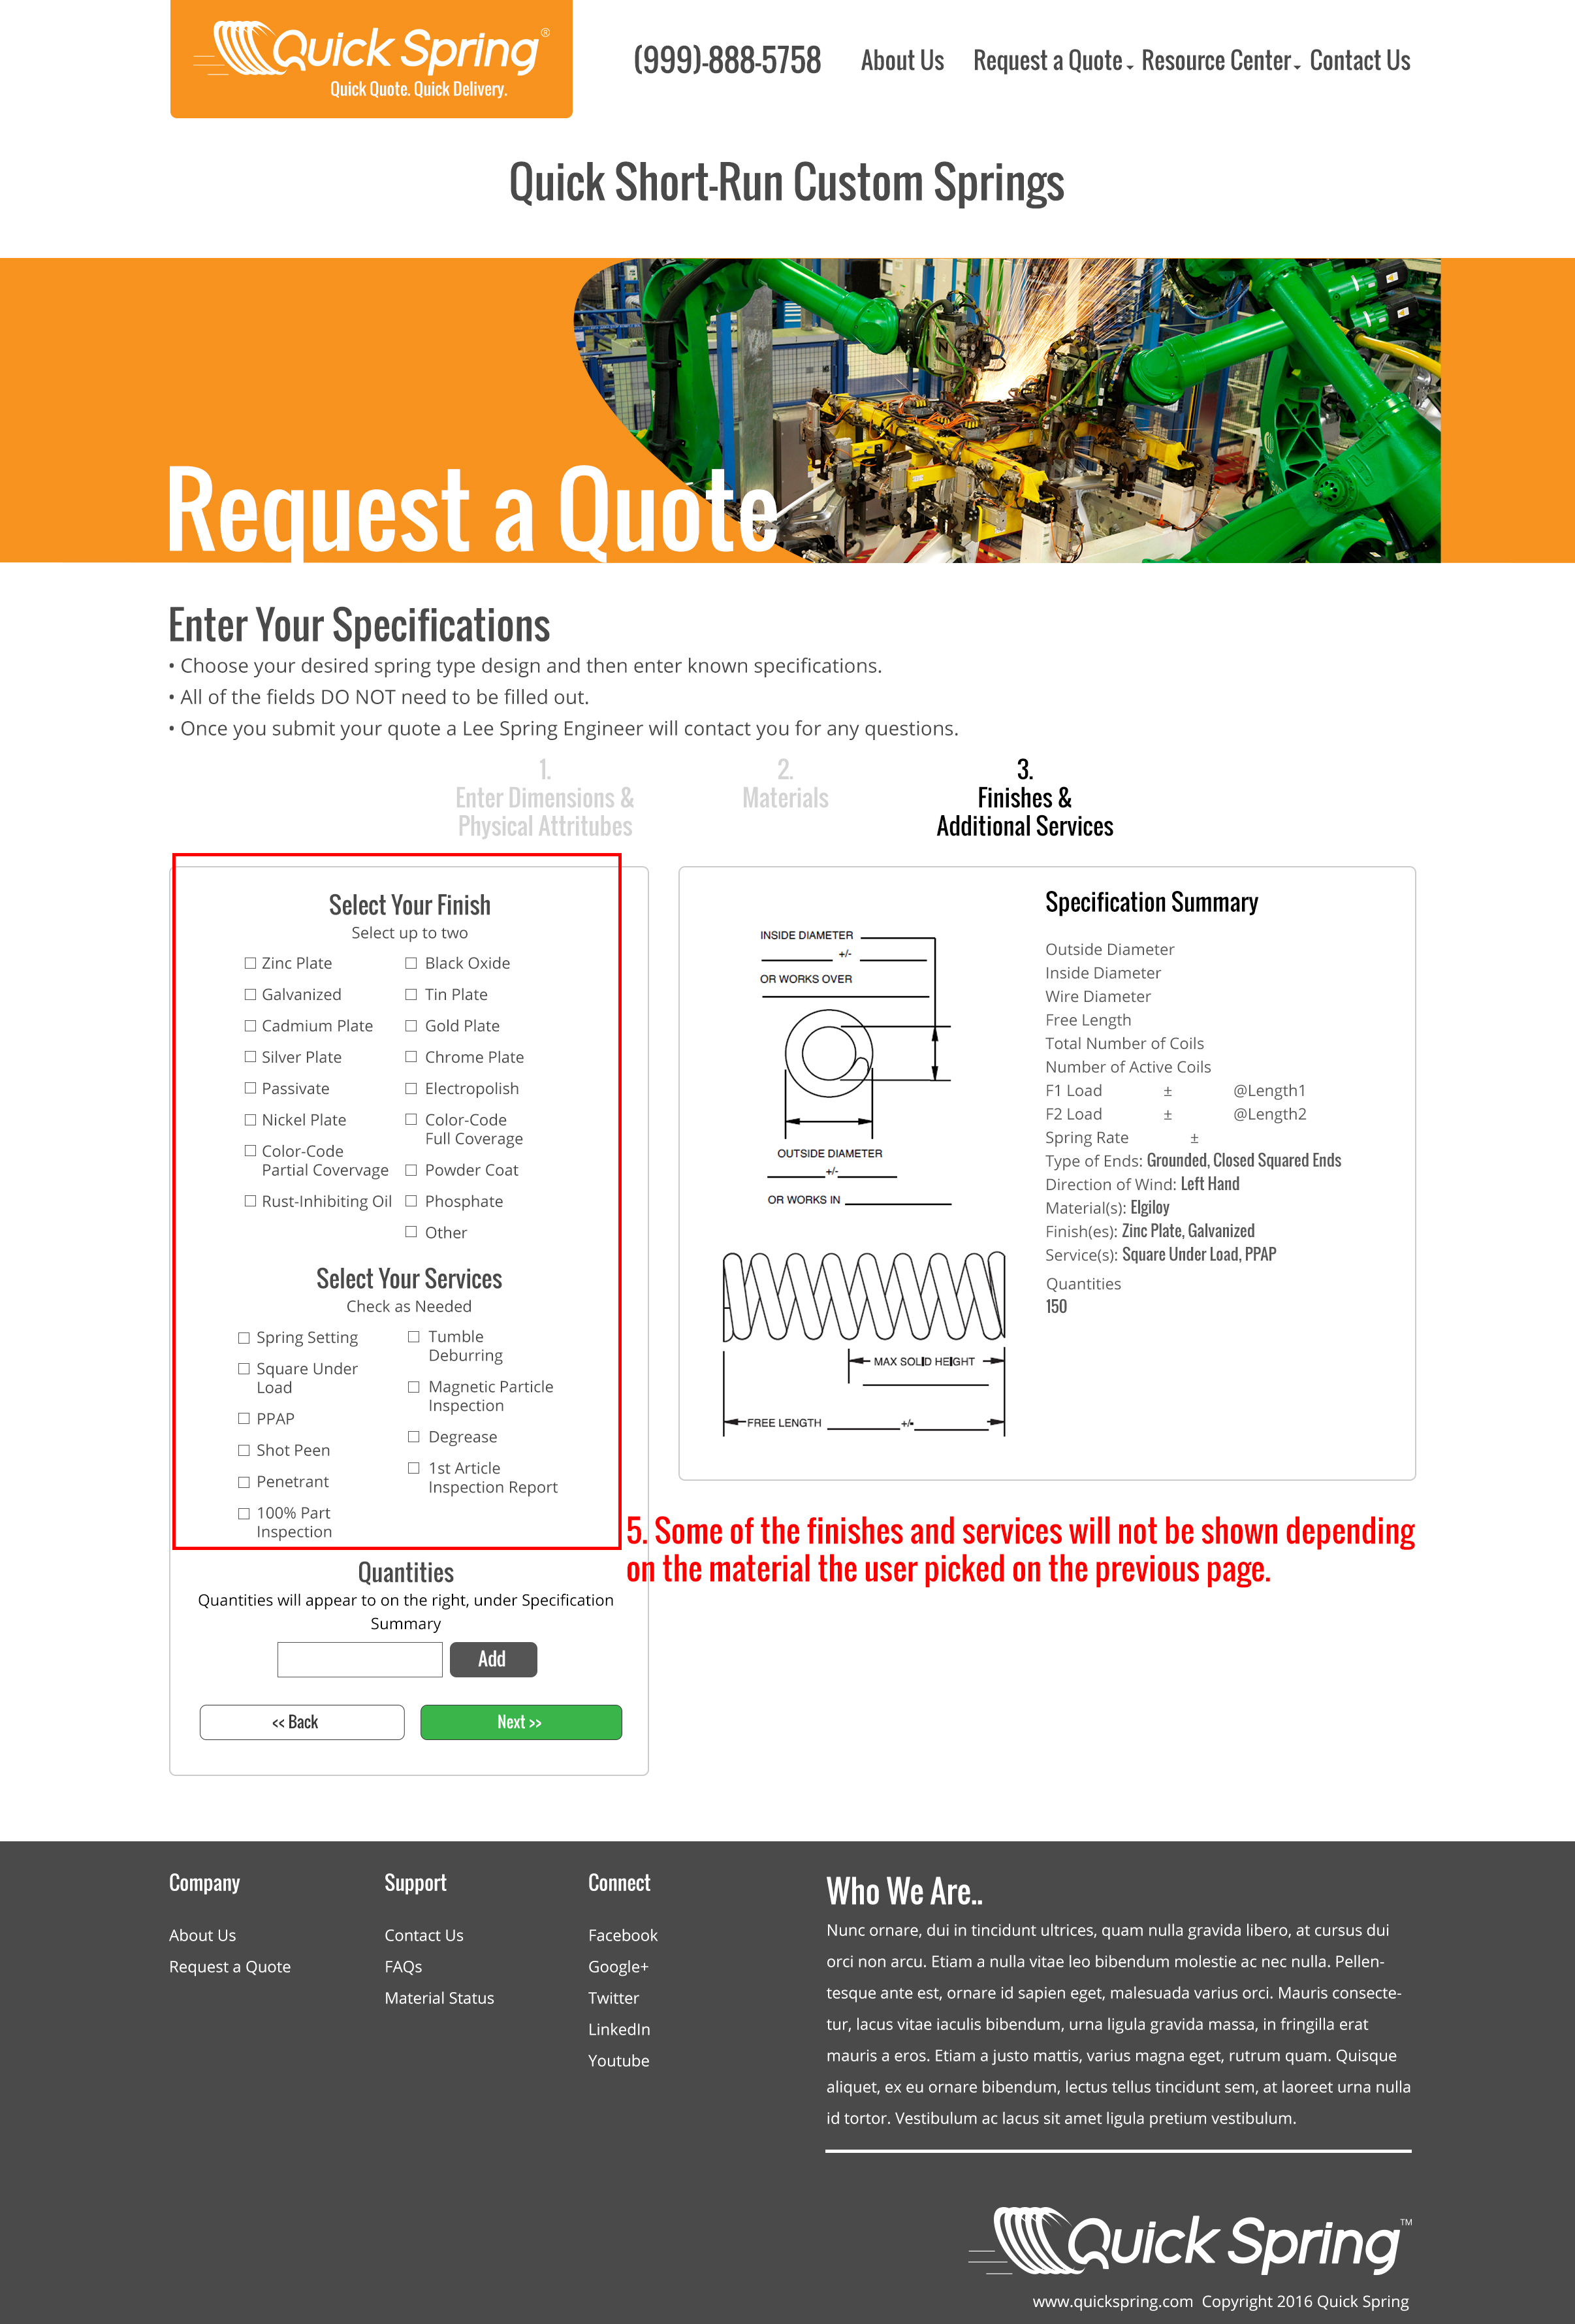 Quick Spring®
Quick Quote. Quick Delivery.
(999)-888-5758
About Us
Request a Quote
Resource Center
Contact Us
Quick Short-Run Custom Springs
Request a Quote
Enter Your Specifications
• Choose your desired spring type design and then enter known specifications.
• All of the fields DO NOT need to be filled out.
• Once you submit your quote a Lee Spring Engineer will contact you for any questions.
1.
Enter Dimensions &
Physical Attritubes
2.
Materials
3.
Finishes &
Additional Services
Select Your Finish
Select up to two
Zinc Plate
Galvanized
Cadmium Plate
Silver Plate
Passivate
Nickel Plate
Color-Code
Partial Covervage
Rust-Inhibiting Oil
Black Oxide
Tin Plate
Gold Plate
Chrome Plate
Electropolish
Color-Code
Full Coverage
Powder Coat
Phosphate
Other
Select Your Services
Check as Needed
Spring Setting
Square Under
Load
PPAP
Shot Peen
Penetrant
100% Part
Inspection
Tumble
Deburring
Magnetic Particle
Inspection
Degrease
1st Article
Inspection Report
Quantities
Quantities will appear to on the right, under Specification
Summary
Add
<< Back
Next >>
INSIDE DIAMETER
+/-
OR WORKS OVER
OUTSIDE DIAMETER
+/-
OR WORKS IN
MAX SOLID HEIGHT
FREE LENGTH
+/-
Specification Summary
Outside Diameter
Inside Diameter
Wire Diameter
Free Length
Total Number of Coils
Number of Active Coils
F1 Load ± @Length1
F2 Load ± @Length2
Spring Rate ±
Type of Ends: Grounded, Closed Squared Ends
Direction of Wind: Left Hand
Material(s): Elgiloy
Finish(es): Zinc Plate, Galvanized
Service(s): Square Under Load, PPAP
Quantities
150
5. Some of the finishes and services will not be shown depending
on the material the user picked on the previous page.
Company
About Us
Request a Quote
Support
Contact Us
FAQs
Material Status
Connect
Facebook
Google+
Twitter
LinkedIn
Youtube
Who We Are..
Nunc ornare, dui in tincidunt ultrices, quam nulla gravida libero, at cursus dui
orci non arcu. Etiam a nulla vitae leo bibendum molestie ac nec nulla. Pellen-
tesque ante est, ornare id sapien eget, malesuada varius orci. Mauris consecte-
tur, lacus vitae iaculis bibendum, urna ligula gravida massa, in fringilla erat
mauris a eros. Etiam a justo mattis, varius magna eget, rutrum quam. Quisque
aliquet, ex eu ornare bibendum, lectus tellus tincidunt sem, at laoreet urna nulla
id tortor. Vestibulum ac lacus sit amet ligula pretium vestibulum.
Quick Spring™
www.quickspring.com Copyright 2016 Quick Spring